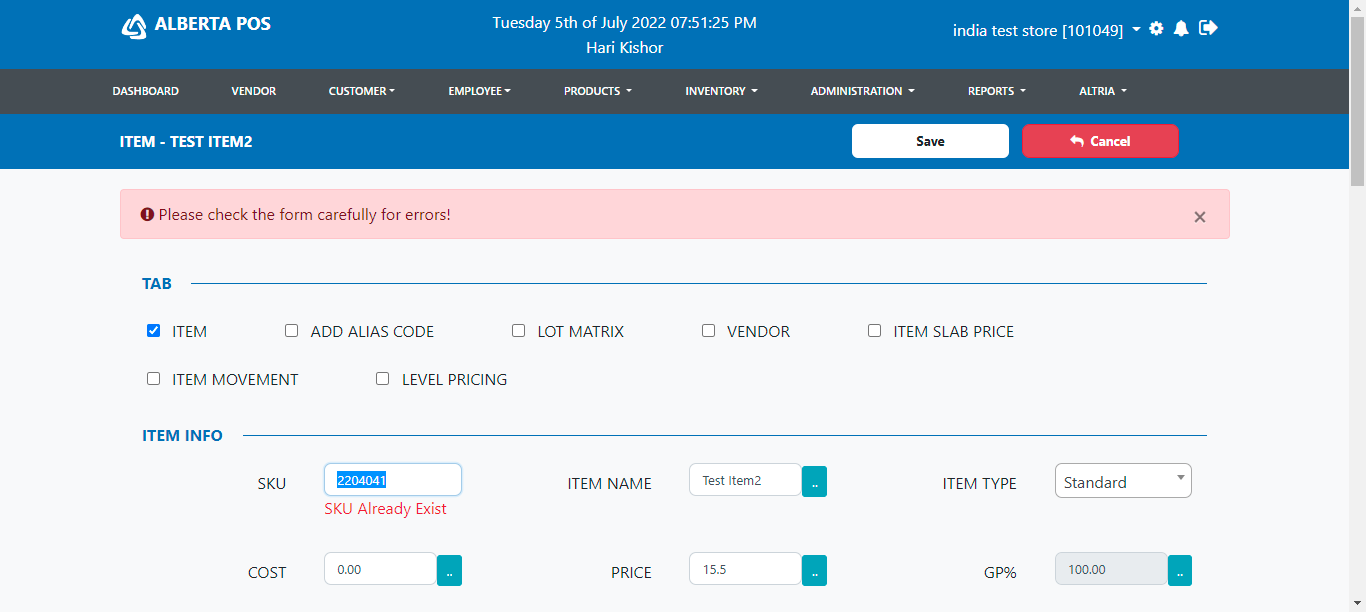 ALBERTA POS
Tuesday 5th of July 2022 07:51:25 PM
Hari Kishor
india test store [101049]
DASHBOARD VENDOR CUSTOMER EMPLOYEE PRODUCTS INVENTORY ADMINISTRATION REPORTS ALTRIA
ITEM - TEST ITEM2 Save Cancel
Please check the form carefully for errors! ×
TAB
ITEM ADD ALIAS CODE LOT MATRIX VENDOR ITEM SLAB PRICE
ITEM MOVEMENT LEVEL PRICING
ITEM INFO
SKU 2204041 ITEM NAME Test Item2 .. ITEM TYPE Standard
SKU Already Exist
COST 0.00 .. PRICE 15.5 .. GP% 100.00 ..